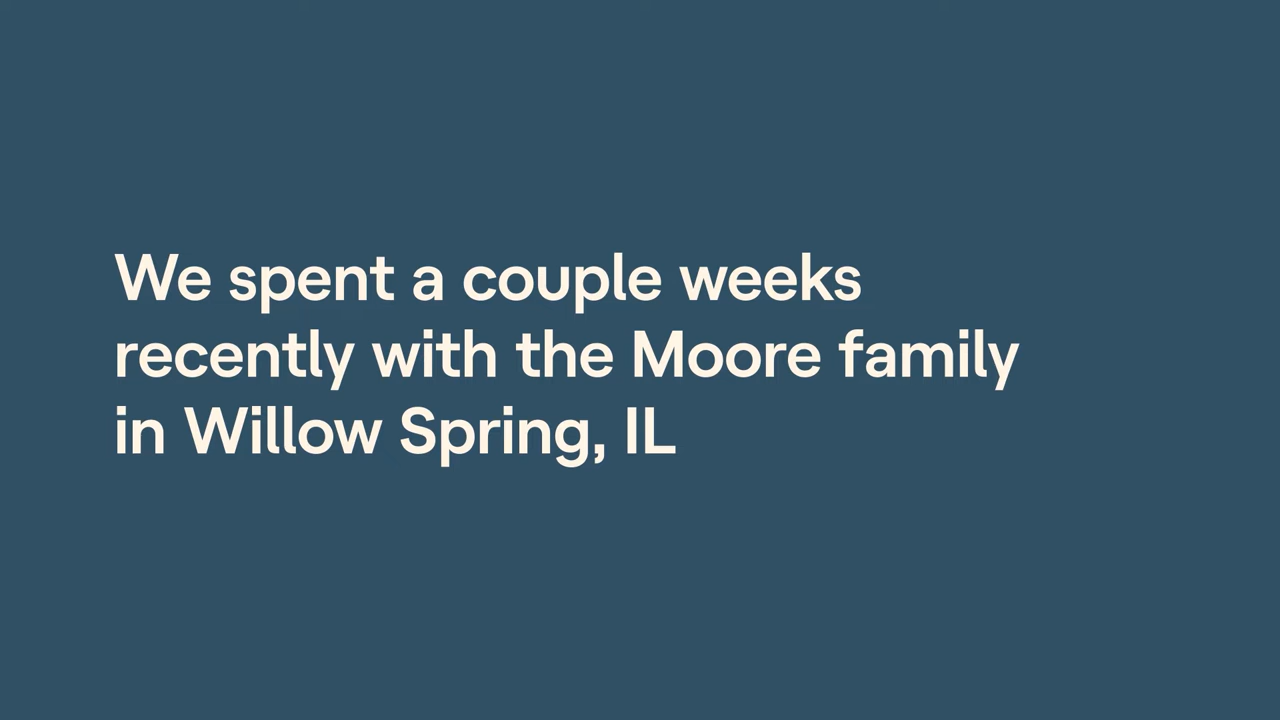 We spent a couple weeks
recently with the Moore family
in Willow Spring, IL